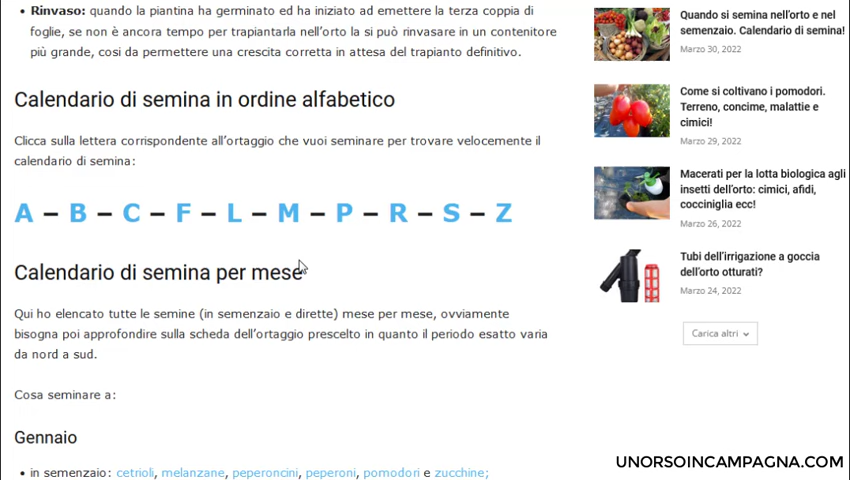 • Rinvaso: quando la piantina ha germinato ed ha iniziato ad emettere la terza coppia di
foglie, se non è ancora tempo per trapiantarla nell'orto la si può rinvasare in un contenitore
più grande, cosi da permettere una crescita corretta in attesa del trapianto definitivo.
Calendario di semina in ordine alfabetico
Clicca sulla lettera corrispondente all'ortaggio che vuoi seminare per trovare velocemente il
calendario di semina:
A – B – C – F – L – M – P – R – S – Z
Calendario di semina per mese
Qui ho elencato tutte le semine (in semenzaio e dirette) mese per mese, ovviamente
bisogna poi approfondire sulla scheda dell'ortaggio prescelto in quanto il periodo esatto varia
da nord a sud.
Cosa seminare a:
Gennaio
• in semenzaio: cetrioli, melanzane, peperoncini, peperoni, pomodori e zucchine;
Quando si semina nell'orto e nel
semenzaio. Calendario di semina!
Marzo 30, 2022
Come si coltivano i pomodori.
Terreno, concime, malattie e
cimici!
Marzo 29, 2022
Macerati per la lotta biologica agli
insetti dell'orto: cimici, afidi,
cocciniglia ecc!
Marzo 26, 2022
Tubi dell'irrigazione a goccia
dell'orto otturati?
Marzo 24, 2022
Carica altri
UNORSOINCAMPAGNA.COM